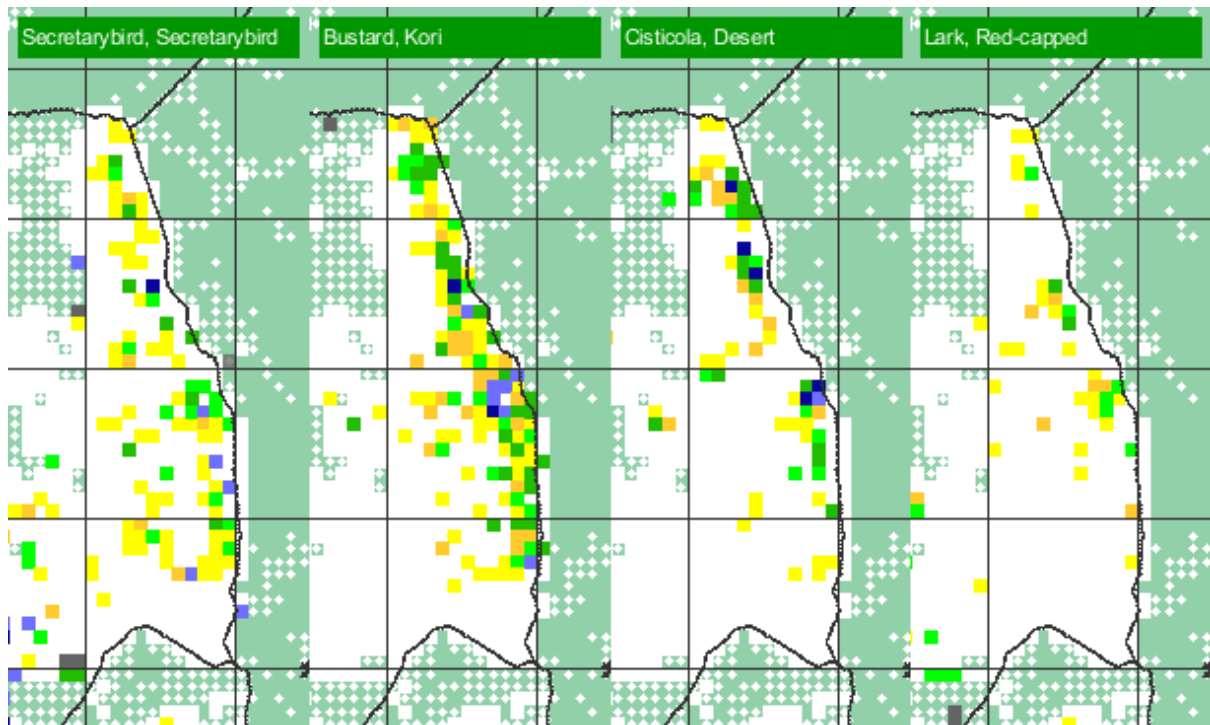 Secretarybird, Secretarybird
Bustard, Kori
Cisticola, Desert
Lark, Red-capped